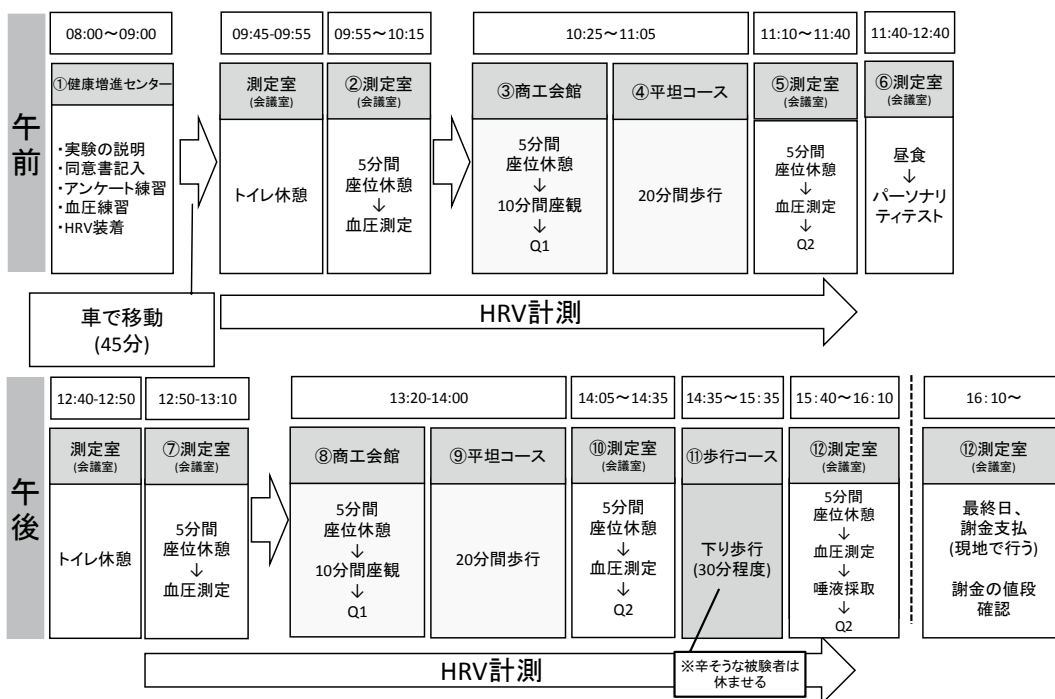 午前
08:00～09:00
①健康増進センター
・実験の説明
・同意書記入
・アンケート練習
・血圧練習
・HRV装着
車で移動
(45分)
09:45-09:55
測定室
(会議室)
トイレ休憩
09:55～10:15
②測定室
(会議室)
5分間
座位休憩
↓
血圧測定
10:25～11:05
③商工会館
5分間
座位休憩
↓
10分間座観
↓
Q1
④平坦コース
20分間歩行
11:10～11:40
⑤測定室
(会議室)
5分間
座位休憩
↓
血圧測定
↓
Q2
11:40-12:40
⑥測定室
(会議室)
昼食
↓
パーソナリ
ティテスト
HRV計測
午後
12:40-12:50
測定室
(会議室)
トイレ休憩
12:50-13:10
⑦測定室
(会議室)
5分間
座位休憩
↓
血圧測定
13:20-14:00
⑧商工会館
5分間
座位休憩
↓
10分間座観
↓
Q1
⑨平坦コース
20分間歩行
14:05～14:35
⑩測定室
(会議室)
5分間
座位休憩
↓
血圧測定
↓
Q2
14:35～15:35
⑪歩行コース
下り歩行
(30分程度)
※辛そうな被験者は
休ませる
15:40～16:10
⑫測定室
(会議室)
5分間
座位休憩
↓
血圧測定
↓
唾液採取
↓
Q2
16:10～
⑫測定室
(会議室)
最終日、
謝金支払
(現地で行う)
謝金の値段
確認
HRV計測